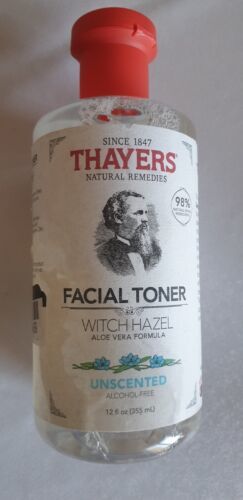 SINCE 1847
THAYERS®
NATURAL REMEDIES
98%
FACIAL TONER
WITCH HAZEL
ALOE VERA FORMULA
UNSCENTED
ALCOHOL-FREE
12 fl oz (355 mL)